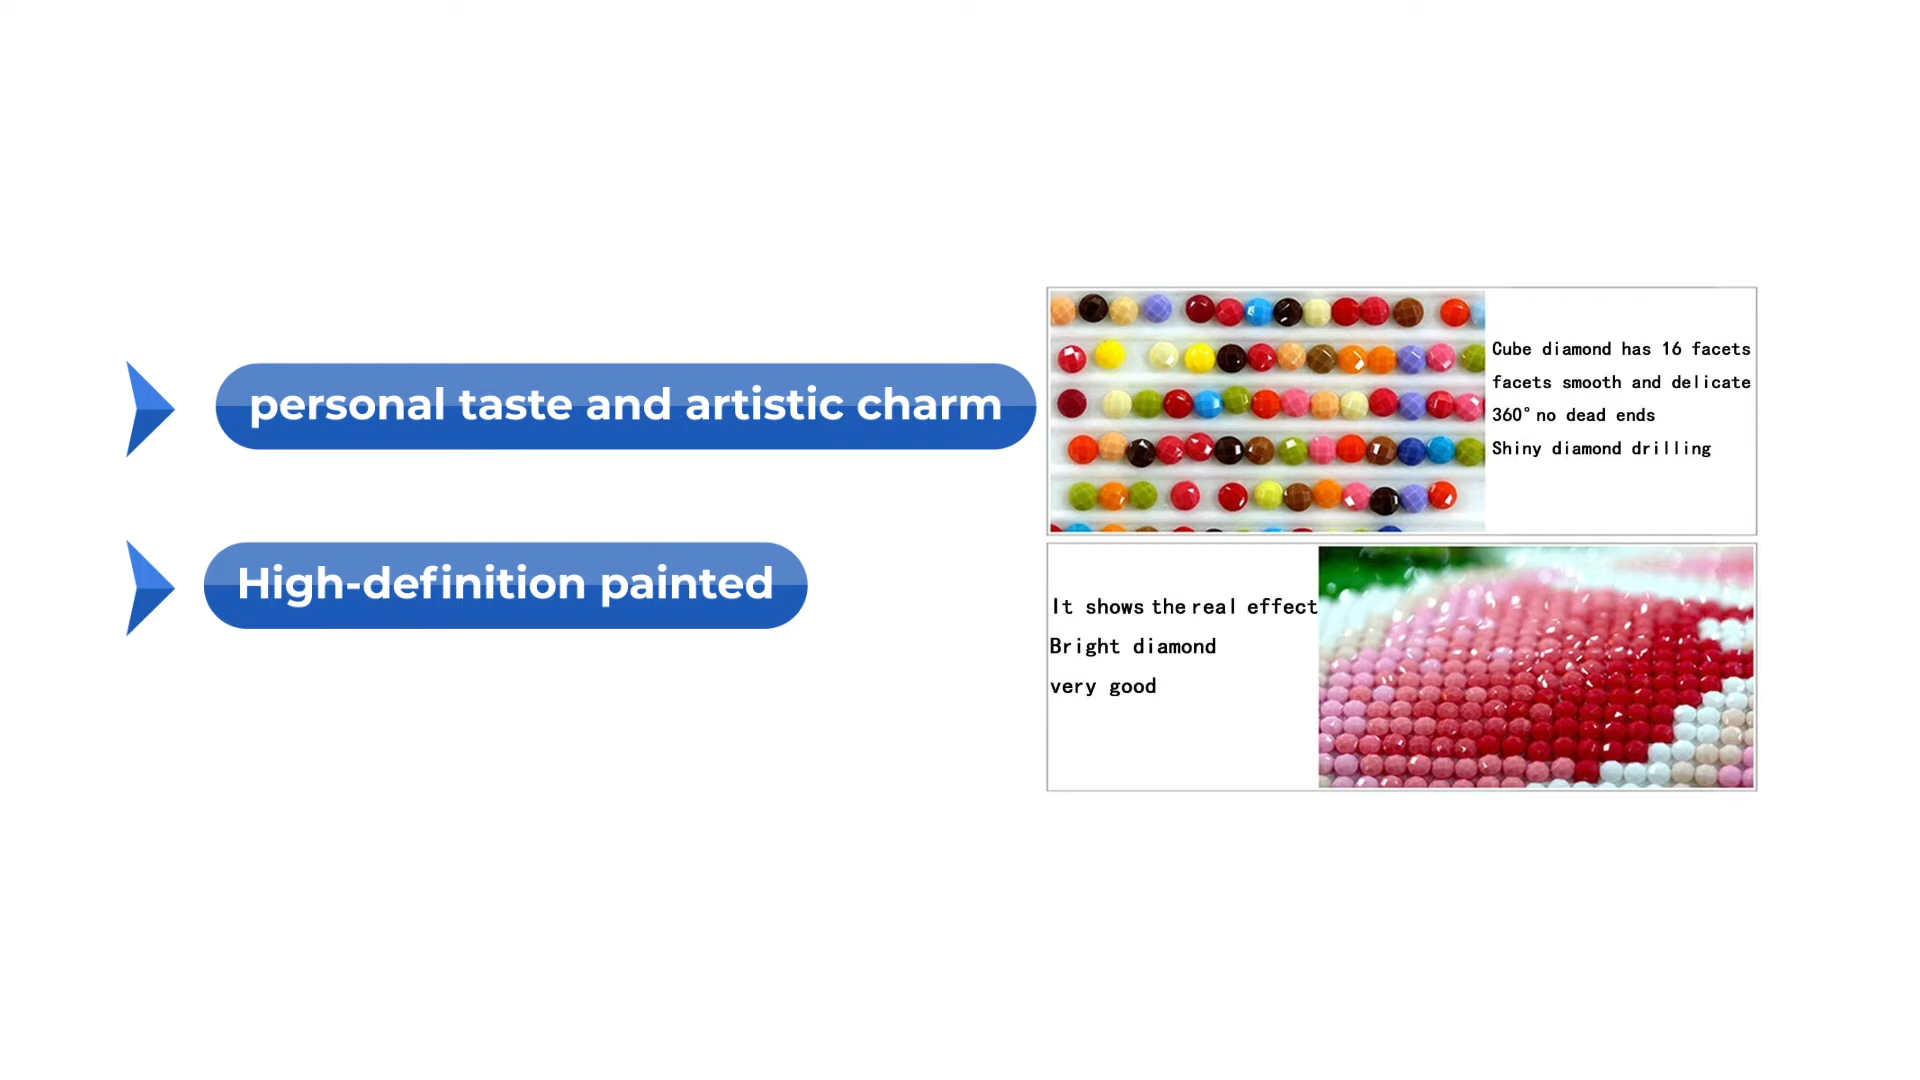 personal taste and artistic charm
High-definition painted
Cube diamond has 16 facets
facets smooth and delicate
360° no dead ends
Shiny diamond drilling
It shows the real effect
Bright diamond
very good